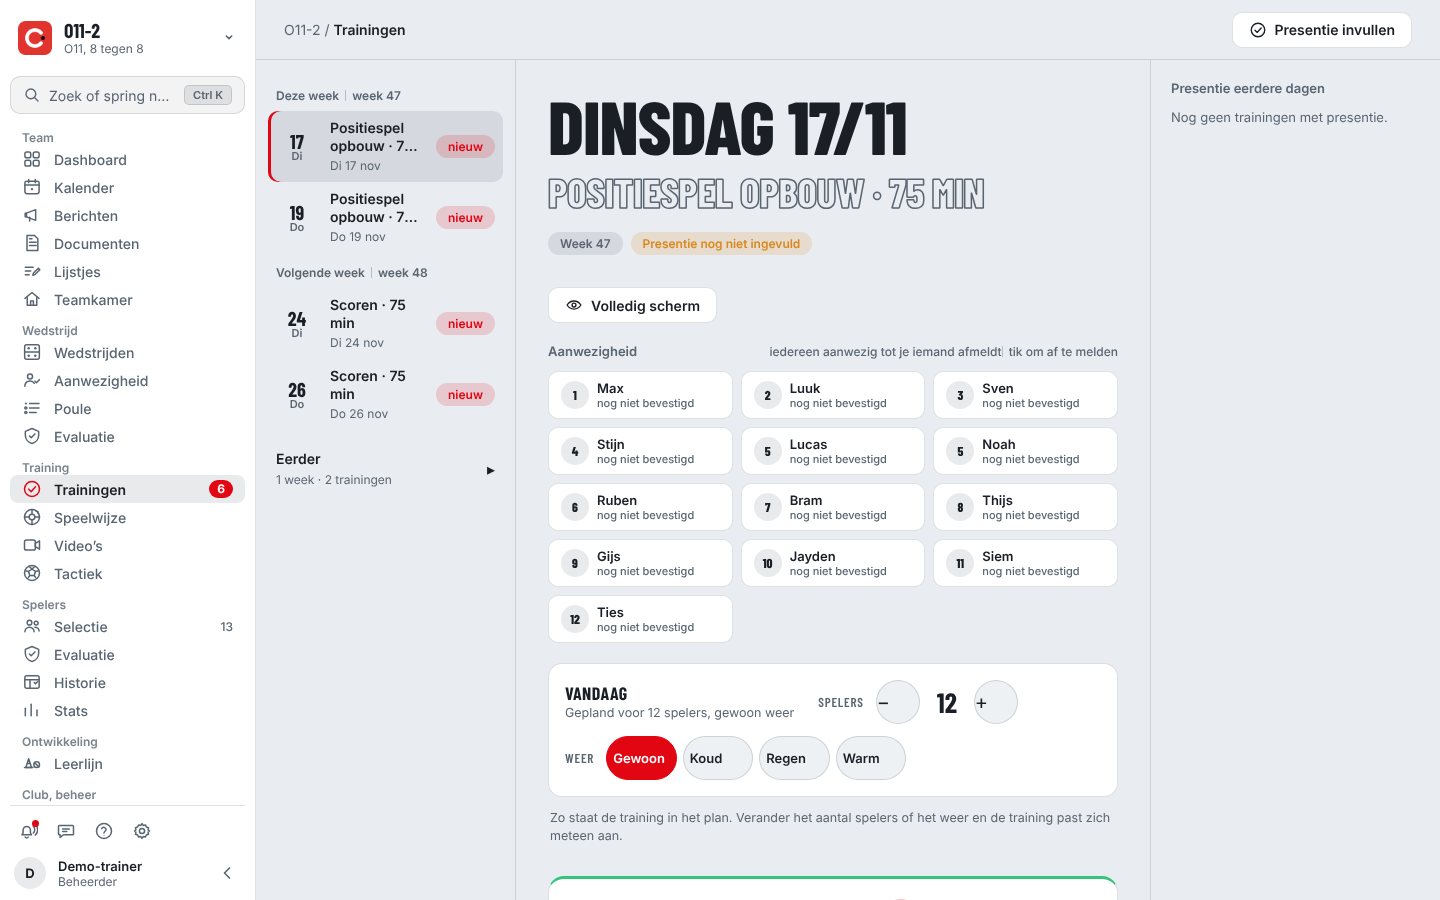 O11-2
O11, 8 tegen 8
Zoek of spring n...
Ctrl K
Team
Dashboard
Kalender
Berichten
Documenten
Lijstjes
Teamkamer
Wedstrijd
Wedstrijden
Aanwezigheid
Poule
Evaluatie
Training
Trainingen
6
Speelwijze
Video's
Tactiek
Spelers
Selectie
13
Evaluatie
Historie
Stats
Ontwikkeling
Leerlijn
Club, beheer
D
Demo-trainer
Beheerder
O11-2 / Trainingen
Presentie invullen
Deze week | week 47
17
Di
Positiespel
opbouw · 7...
Di 17 nov
nieuw
19
Do
Positiespel
opbouw · 7...
Do 19 nov
nieuw
Volgende week | week 48
24
Di
Scoren · 75
min
Di 24 nov
nieuw
26
Do
Scoren · 75
min
Do 26 nov
nieuw
Eerder
1 week · 2 trainingen
DINSDAG 17/11
POSITIESPEL OPBOUW · 75 MIN
Week 47
Presentie nog niet ingevuld
Volledig scherm
Aanwezigheid
iedereen aanwezig tot je iemand afmeldt | tik om af te melden
1
Max
nog niet bevestigd
2
Luuk
nog niet bevestigd
3
Sven
nog niet bevestigd
4
Stijn
nog niet bevestigd
5
Lucas
nog niet bevestigd
5
Noah
nog niet bevestigd
6
Ruben
nog niet bevestigd
7
Bram
nog niet bevestigd
8
Thijs
nog niet bevestigd
9
Gijs
nog niet bevestigd
10
Jayden
nog niet bevestigd
11
Siem
nog niet bevestigd
12
Ties
nog niet bevestigd
VANDAAG
Gepland voor 12 spelers, gewoon weer
SPELERS
−
12
+
WEER
Gewoon
Koud
Regen
Warm
Zo staat de training in het plan. Verander het aantal spelers of het weer en de training past zich
meteen aan.
Presentie eerdere dagen
Nog geen trainingen met presentie.